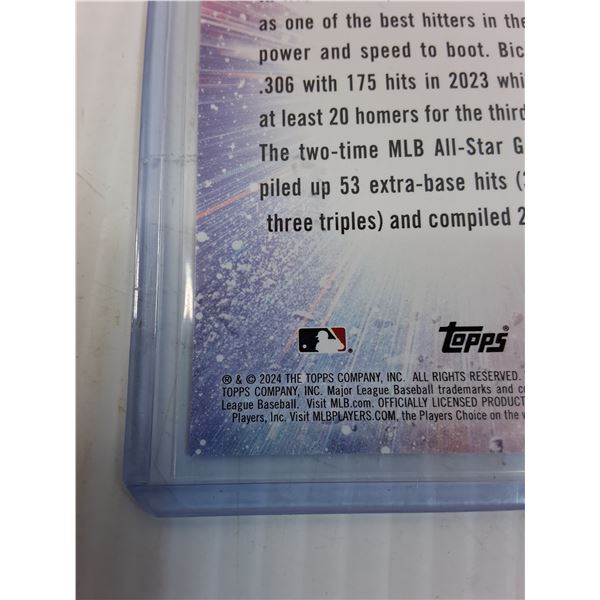 as one of the best hitters in the
power and speed to boot. Bic
.306 with 175 hits in 2023 whi
at least 20 homers for the third
The two-time MLB All-Star G
piled up 53 extra-base hits (3
three triples) and compiled 2
topps®
® & © 2024 THE TOPPS COMPANY, INC. ALL RIGHTS RESERVED.
TOPPS COMPANY, INC. Major League Baseball trademarks and co
League Baseball. Visit MLB.com. OFFICIALLY LICENSED PRODUCT
Players, Inc. Visit MLBPLAYERS.COM, the Players Choice on the w